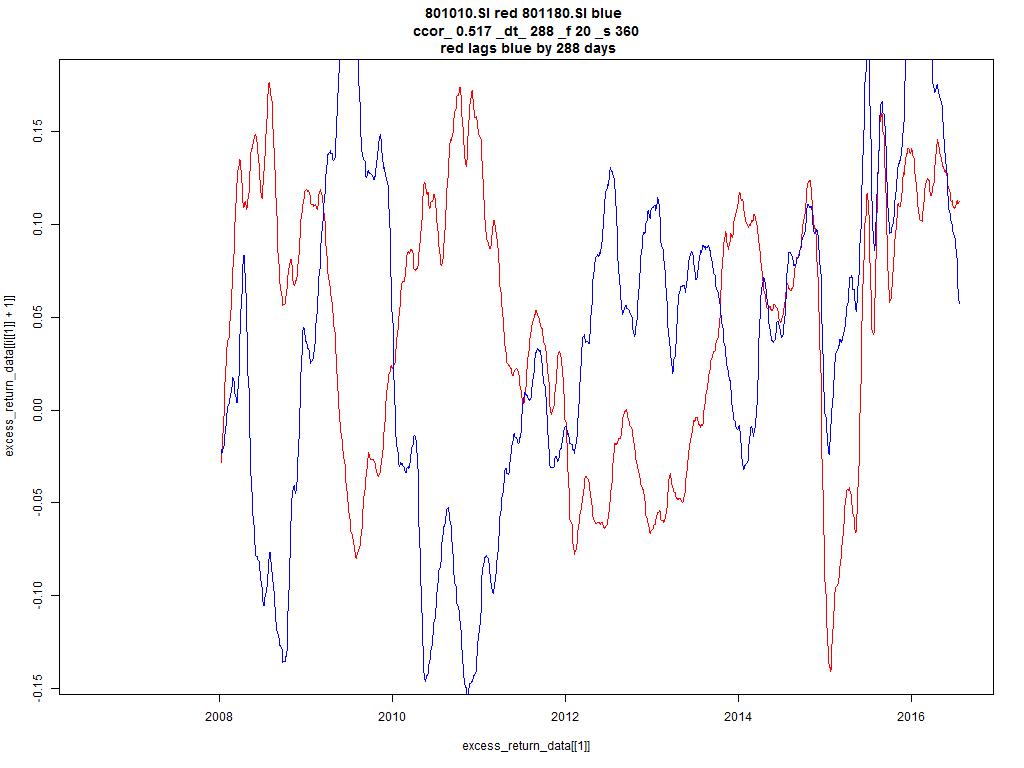 801010.SI red 801180.SI blue
ccor_ 0.517 _dt_ 288 _f 20 _s 360
red lags blue by 288 days
excess_return_data[[i[[1]] + 1]]
0.15
0.10
0.05
0.00
-0.05
-0.10
-0.15
2008
2010
2012
2014
2016
excess_return_data[[1]]